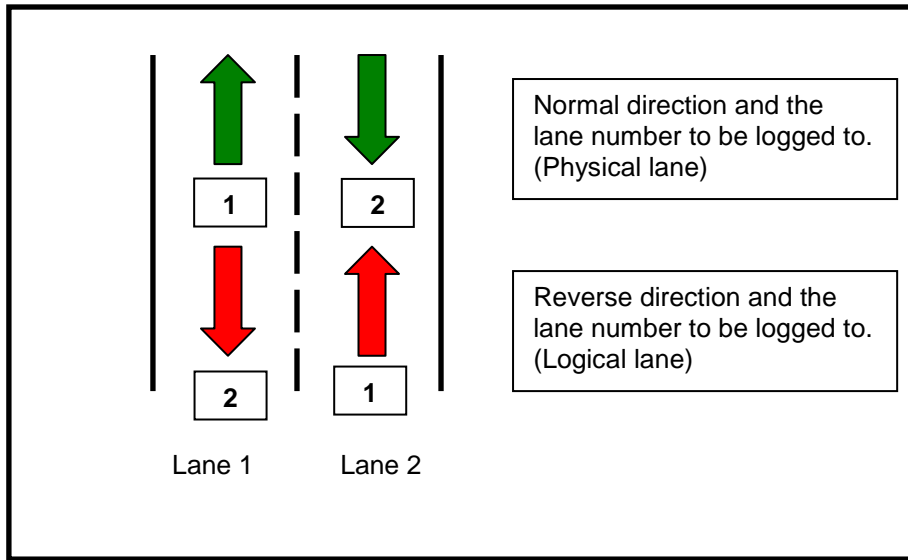 Normal direction and the
lane number to be logged to.
(Physical lane)
1 2
Reverse direction and the
lane number to be logged to.
(Logical lane)
2 1
Lane 1 Lane 2